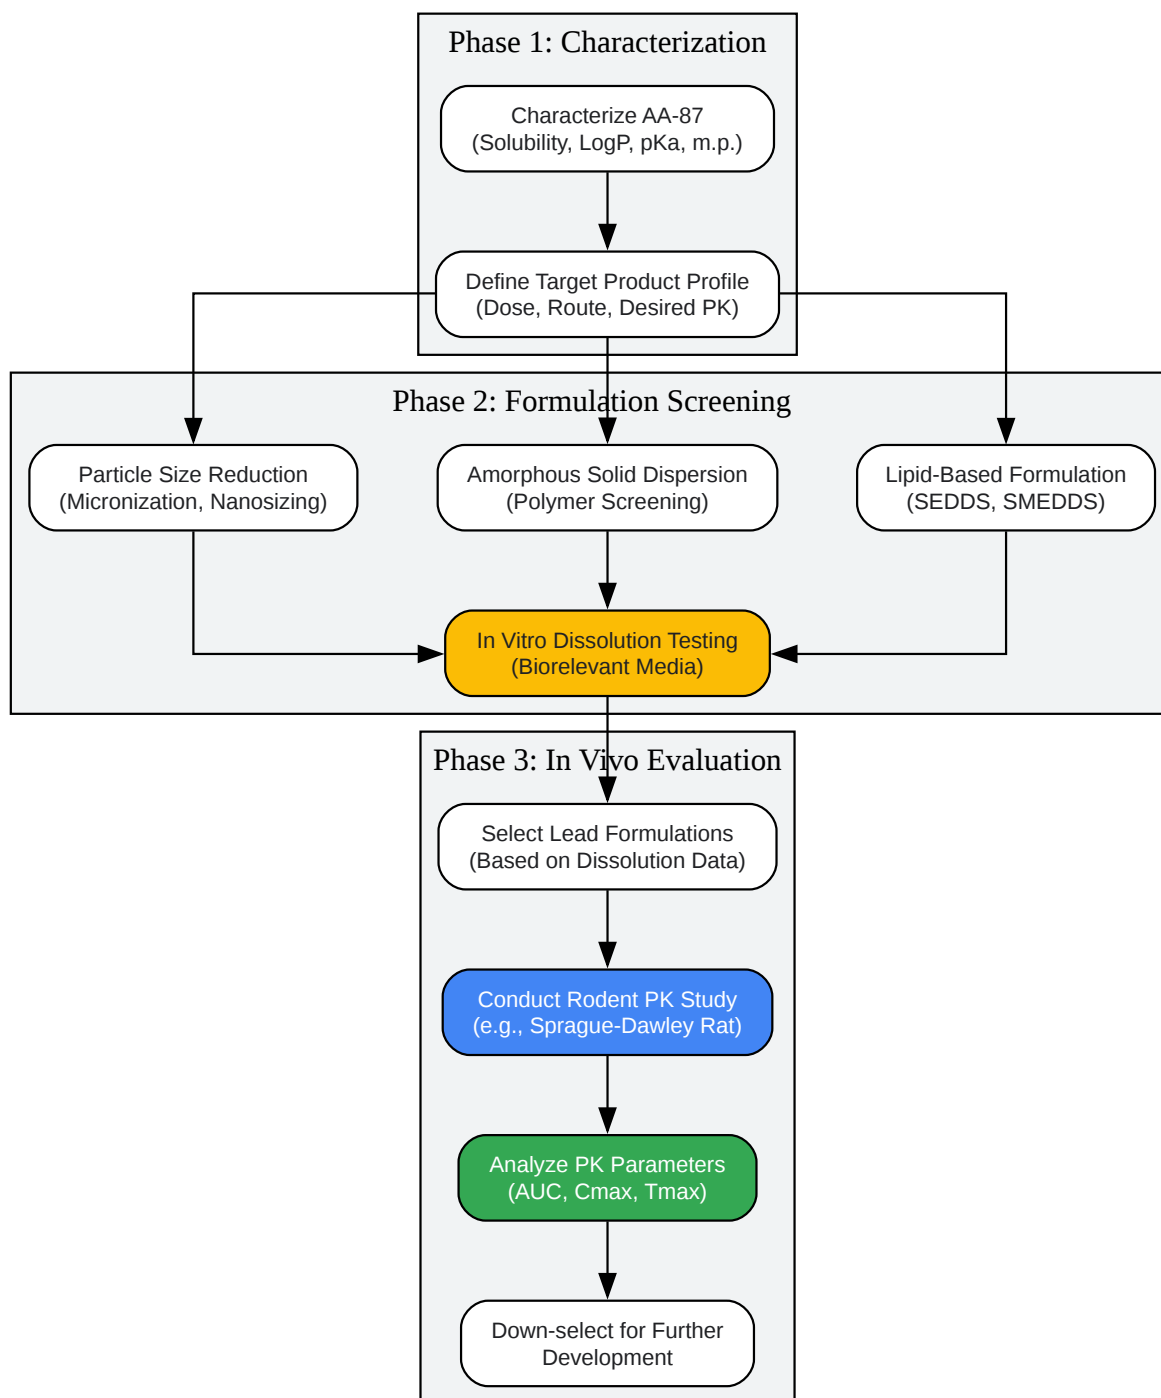 Phase 1: Characterization
Characterize AA-87
(Solubility, LogP, pKa, m.p.)
Define Target Product Profile
(Dose, Route, Desired PK)
Phase 2: Formulation Screening
Particle Size Reduction
(Micronization, Nanosizing)
Amorphous Solid Dispersion
(Polymer Screening)
Lipid-Based Formulation
(SEDDS, SMEDDS)
In Vitro Dissolution Testing
(Biorelevant Media)
Phase 3: In Vivo Evaluation
Select Lead Formulations
(Based on Dissolution Data)
Conduct Rodent PK Study
(e.g., Sprague-Dawley Rat)
Analyze PK Parameters
(AUC, Cmax, Tmax)
Down-select for Further
Development